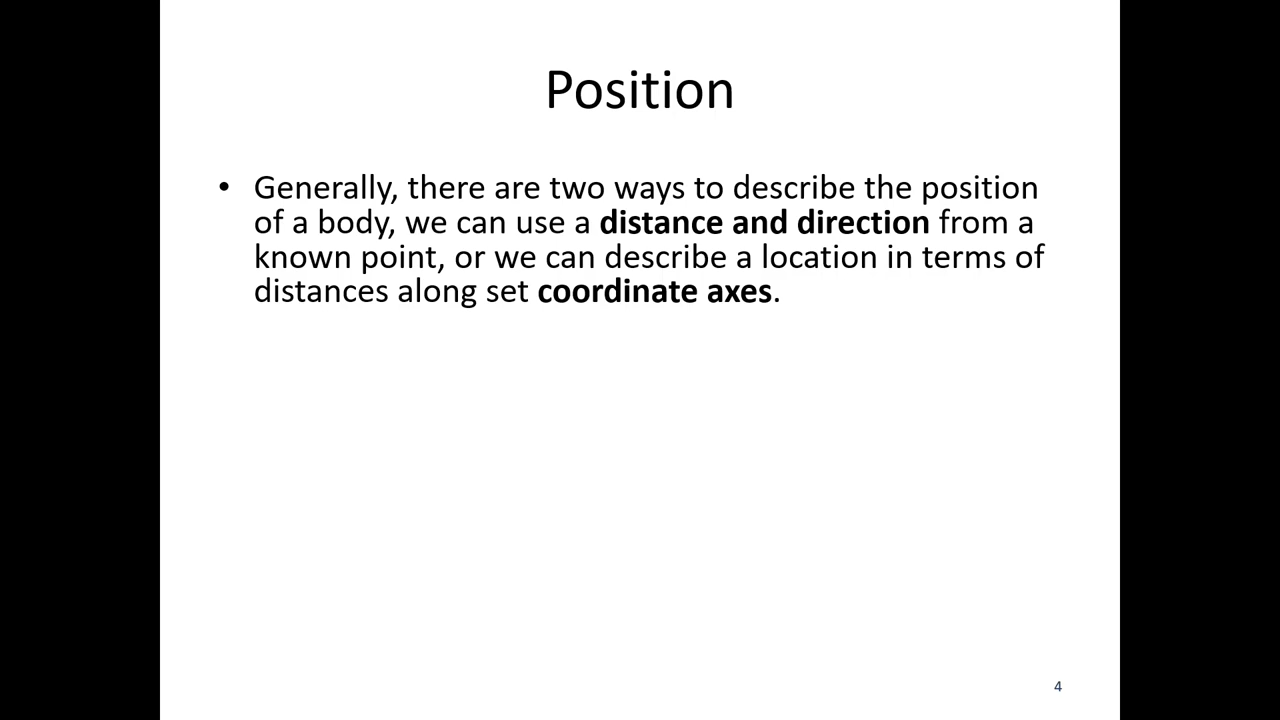 Position
• Generally, there are two ways to describe the position
of a body, we can use a distance and direction from a
known point, or we can describe a location in terms of
distances along set coordinate axes.
4